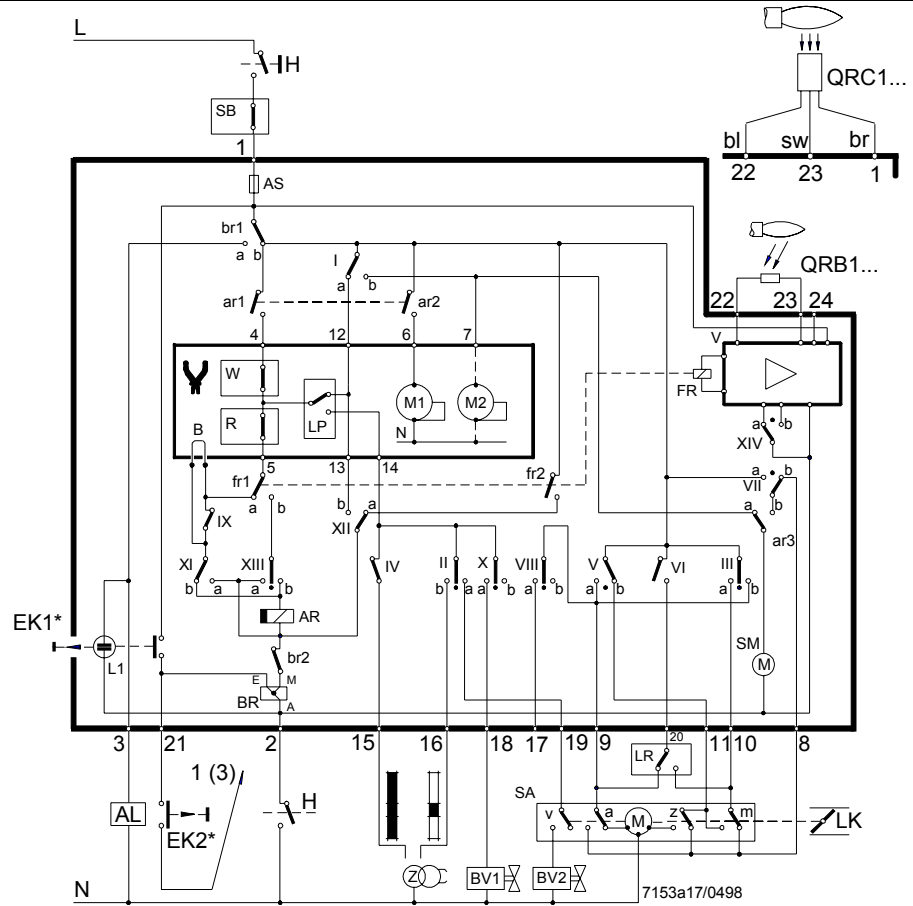 L
H
SB
1
AS
QRC1...
bl sw br
22 23 1
br1
a b
I
a b
ar1
ar2
QRB1...
22 23 24
4 12 6 7
V
W
R
LP
M1
M2
N
B
FR
a b
XIV
5 13 14
fr1
a b
IX
b a
XII
fr2
a b
VII
b
a
ar3
XI
b a
XIII
a b
IV
II
b a
X
a b
VIII
a b
V
a b
VI
III
a b
AR
EK1*
L1
br2
E M
BR
A
SM
M
3 21 2 15 16 18 17 19 9 20 11 10 8
1 (3)
LR
SA
AL
EK2*
H
v a M z m
LK
Z
BV1
BV2
N
7153a17/0498